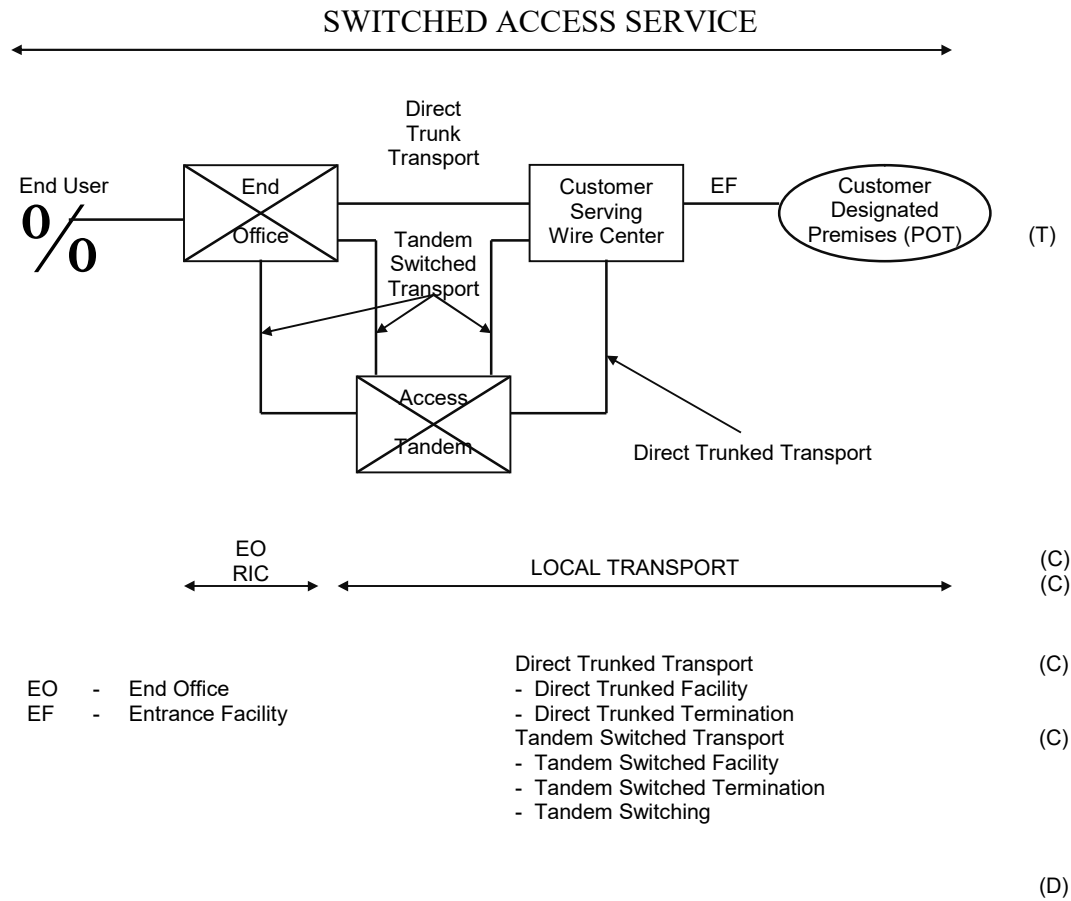 SWITCHED ACCESS SERVICE
Direct
Trunk
Transport
End User
%
End
Office
Customer
Serving
Wire Center
EF
Customer
Designated
Premises (POT)
(T)
Tandem
Switched
Transport
Access
Tandem
Direct Trunked Transport
EO
RIC
LOCAL TRANSPORT
(C)
(C)
EO - End Office
EF - Entrance Facility
Direct Trunked Transport (C)
- Direct Trunked Facility
- Direct Trunked Termination
Tandem Switched Transport (C)
- Tandem Switched Facility
- Tandem Switched Termination
- Tandem Switching
(D)